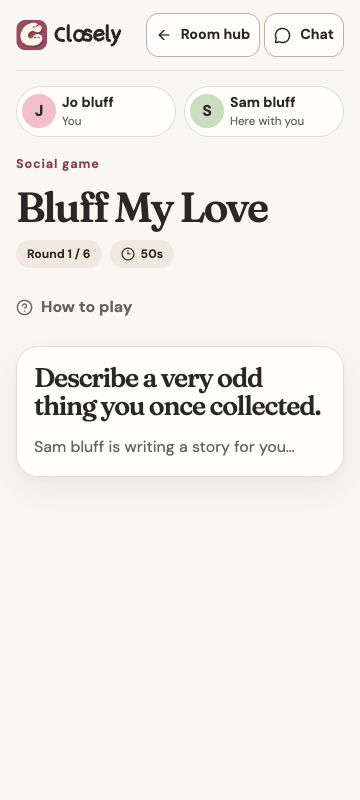 Closely
Room hub
Chat
J
Jo bluff
You
S
Sam bluff
Here with you
Social game
Bluff My Love
Round 1 / 6
50s
How to play
Describe a very odd
thing you once collected.
Sam bluff is writing a story for you...